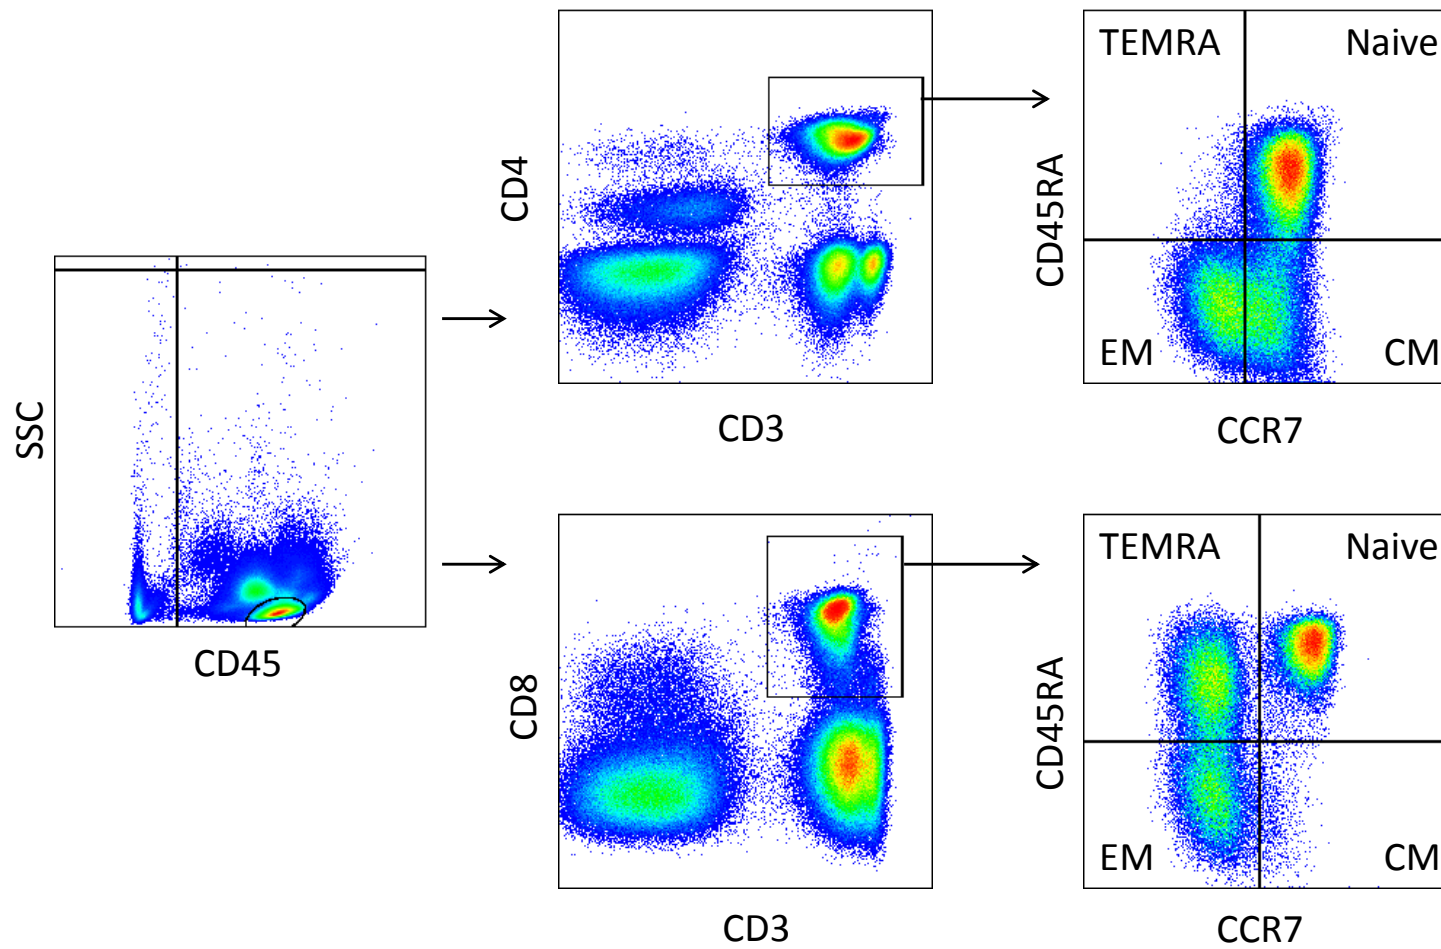 SSC
CD45
CD4
CD3
TEMRA
Naive
CD45RA
EM
CM
CCR7
CD8
CD3
TEMRA
Naive
CD45RA
EM
CM
CCR7